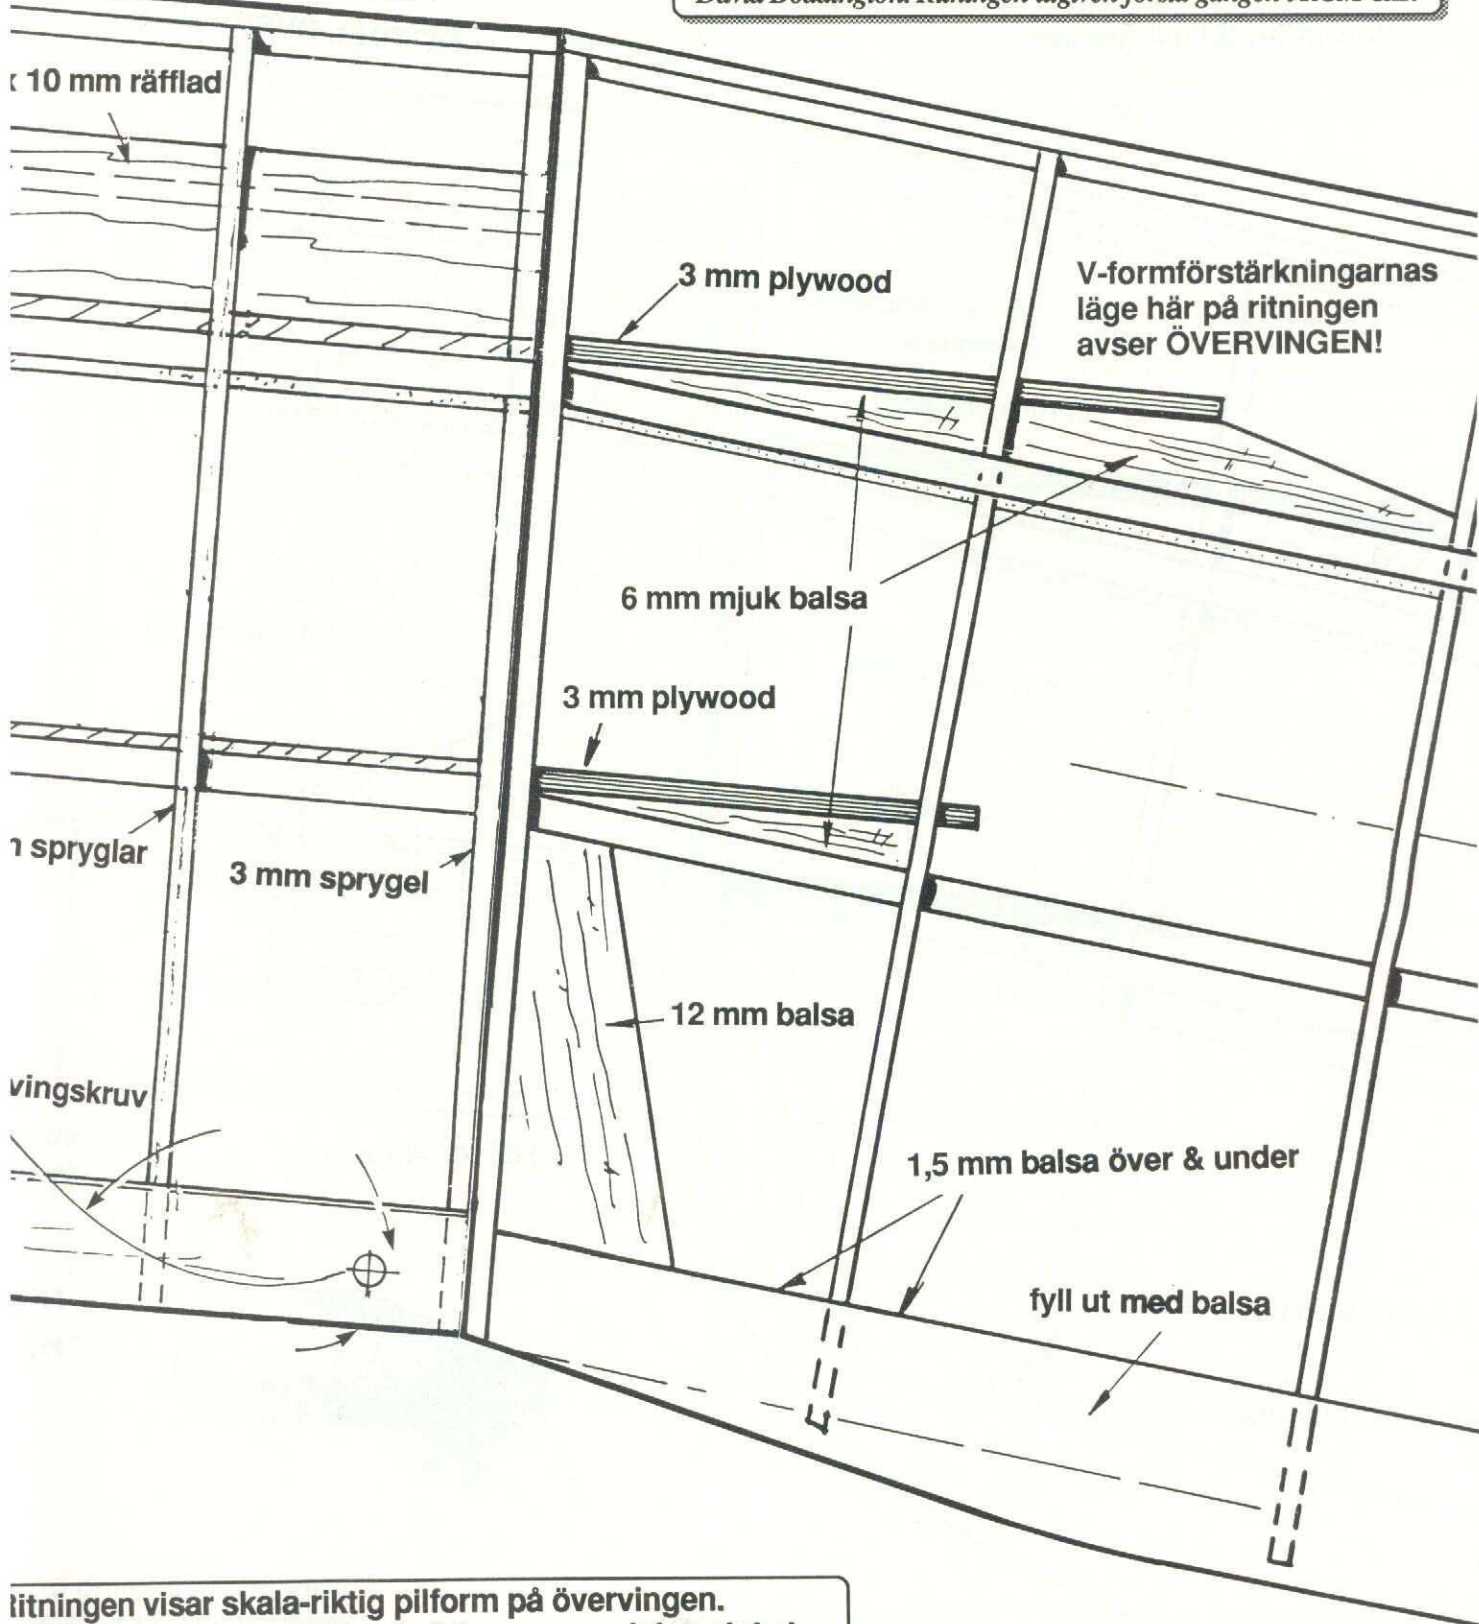 10 mm räfflad
3 mm plywood
V-formförstärkningarnas
läge här på ritningen
avser ÖVERVINGEN!
6 mm mjuk balsa
3 mm plywood
spryglar
3 mm sprygel
12 mm balsa
vingskruv
1,5 mm balsa över & under
fyll ut med balsa
Ritningen visar skala-riktig pilform på övervingen.